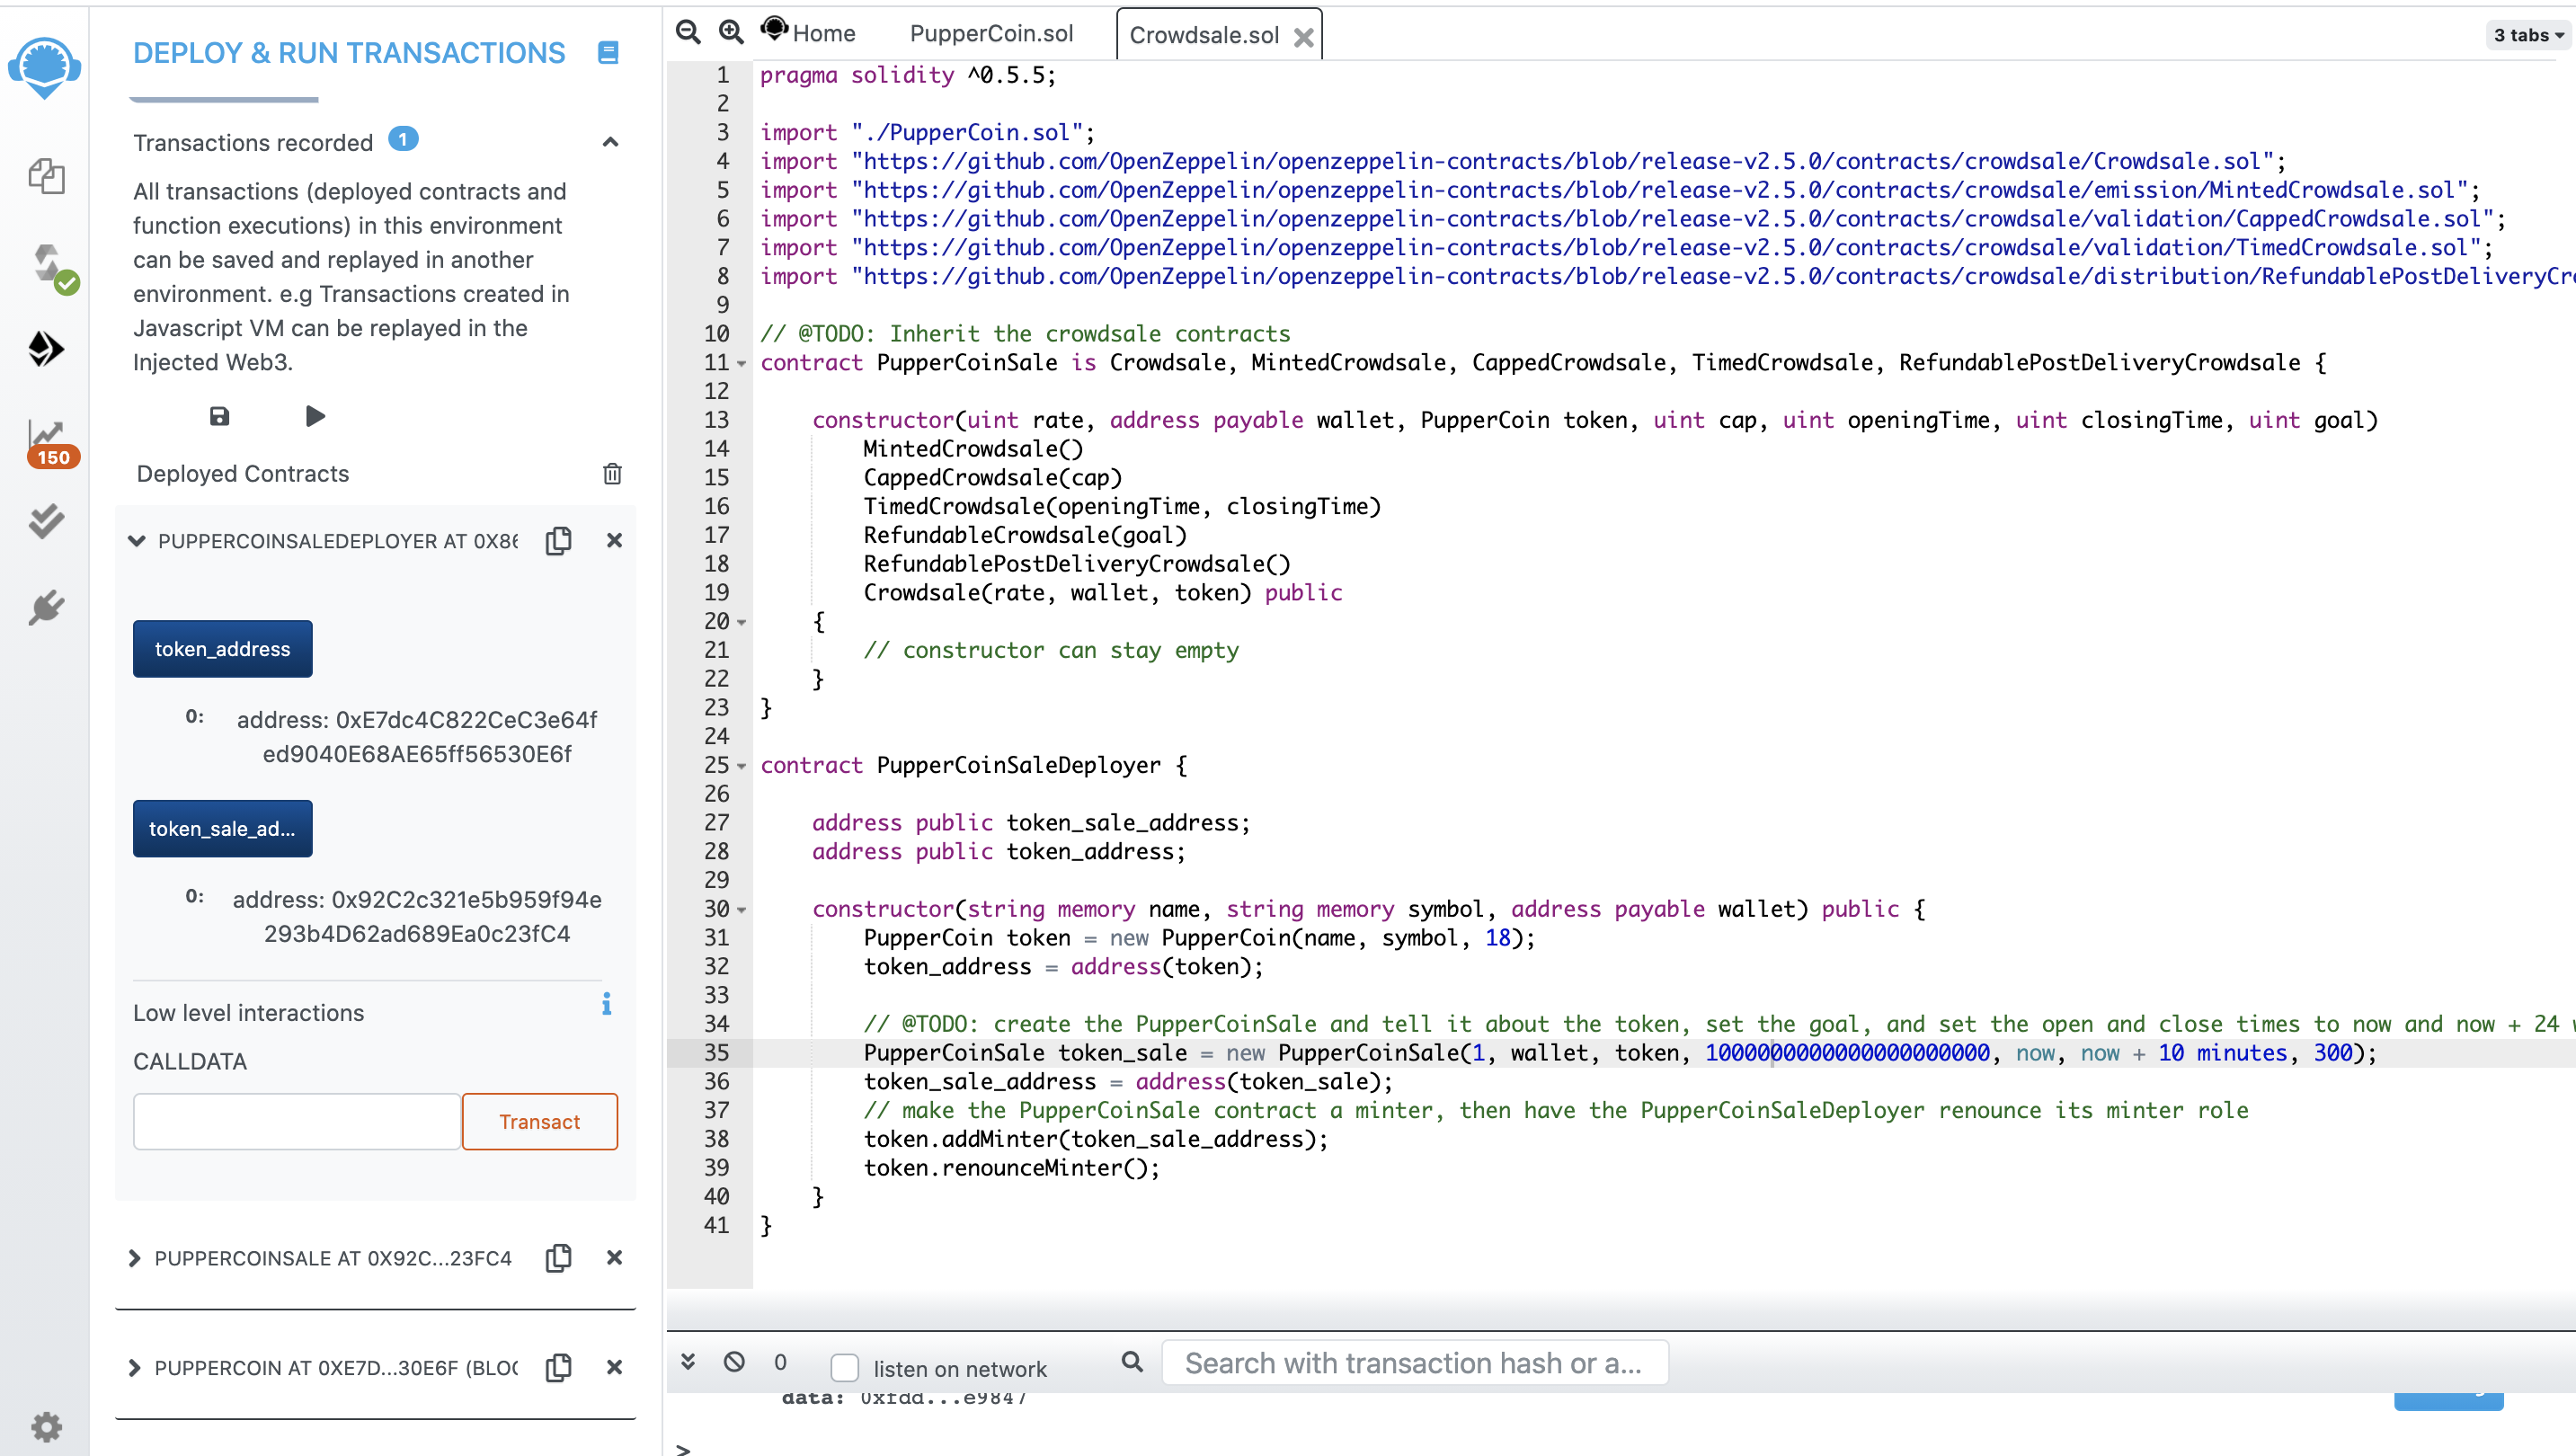 DEPLOY & RUN TRANSACTIONS
Transactions recorded 1
All transactions (deployed contracts and
function executions) in this environment
can be saved and replayed in another
environment. e.g Transactions created in
Javascript VM can be replayed in the
Injected Web3.
150
Deployed Contracts
PUPPERCOINSALEDEPLOYER AT 0X86
token_address
0: address: 0xE7dc4C822CeC3e64f
ed9040E68AE65ff56530E6f
token_sale_ad...
0: address: 0x92C2c321e5b959f94e
293b4D62ad689Ea0c23fC4
Low level interactions
i
CALLDATA
Transact
PUPPERCOINSALE AT 0X92C...23FC4
PUPPERCOIN AT 0XE7D...30E6F (BLOC
Home PupperCoin.sol Crowdsale.sol
3 tabs
1 pragma solidity ^0.5.5;
2
3 import "./PupperCoin.sol";
4 import "https://github.com/OpenZeppelin/openzeppelin-contracts/blob/release-v2.5.0/contracts/crowdsale/Crowdsale.sol";
5 import "https://github.com/OpenZeppelin/openzeppelin-contracts/blob/release-v2.5.0/contracts/crowdsale/emission/MintedCrowdsale.sol";
6 import "https://github.com/OpenZeppelin/openzeppelin-contracts/blob/release-v2.5.0/contracts/crowdsale/validation/CappedCrowdsale.sol";
7 import "https://github.com/OpenZeppelin/openzeppelin-contracts/blob/release-v2.5.0/contracts/crowdsale/validation/TimedCrowdsale.sol";
8 import "https://github.com/OpenZeppelin/openzeppelin-contracts/blob/release-v2.5.0/contracts/crowdsale/distribution/RefundablePostDeliveryCr
9
10 // @TODO: Inherit the crowdsale contracts
11 contract PupperCoinSale is Crowdsale, MintedCrowdsale, CappedCrowdsale, TimedCrowdsale, RefundablePostDeliveryCrowdsale {
12
13 constructor(uint rate, address payable wallet, PupperCoin token, uint cap, uint openingTime, uint closingTime, uint goal)
14 MintedCrowdsale()
15 CappedCrowdsale(cap)
16 TimedCrowdsale(openingTime, closingTime)
17 RefundableCrowdsale(goal)
18 RefundablePostDeliveryCrowdsale()
19 Crowdsale(rate, wallet, token) public
20 {
21 // constructor can stay empty
22 }
23 }
24
25 contract PupperCoinSaleDeployer {
26
27 address public token_sale_address;
28 address public token_address;
29
30 constructor(string memory name, string memory symbol, address payable wallet) public {
31 PupperCoin token = new PupperCoin(name, symbol, 18);
32 token_address = address(token);
33
34 // @TODO: create the PupperCoinSale and tell it about the token, set the goal, and set the open and close times to now and now + 24
35 PupperCoinSale token_sale = new PupperCoinSale(1, wallet, token, 1000000000000000000000, now, now + 10 minutes, 300);
36 token_sale_address = address(token_sale);
37 // make the PupperCoinSale contract a minter, then have the PupperCoinSaleDeployer renounce its minter role
38 token.addMinter(token_sale_address);
39 token.renounceMinter();
40 }
41 }
0 listen on network Search with transaction hash or a...
data: 0xfdd...e9847
>